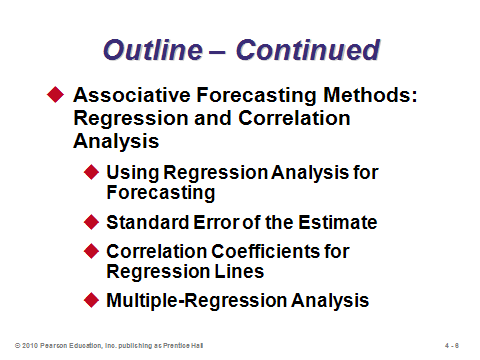 Outline – Continued
Associative Forecasting Methods:
Regression and Correlation
Analysis
Using Regression Analysis for
Forecasting
Standard Error of the Estimate
Correlation Coefficients for
Regression Lines
Multiple-Regression Analysis
© 2010 Pearson Education, Inc. publishing as Prentice Hall
4 - 6